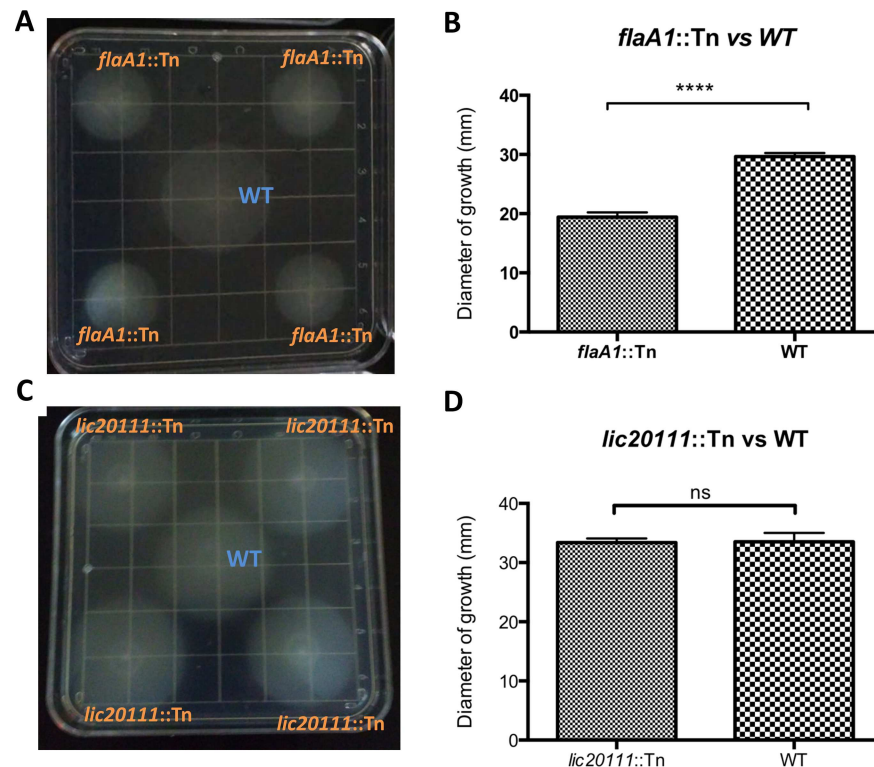 A
flaA1::Tn
flaA1::Tn
WT
flaA1::Tn
flaA1::Tn
B
flaA1::Tn vs WT
****
Diameter of growth (mm)
40
30
20
10
0
flaA1::Tn
WT
C
lic20111::Tn
lic20111::Tn
WT
lic20111::Tn
lic20111::Tn
D
lic20111::Tn vs WT
ns
Diameter of growth (mm)
40
30
20
10
0
lic20111::Tn
WT